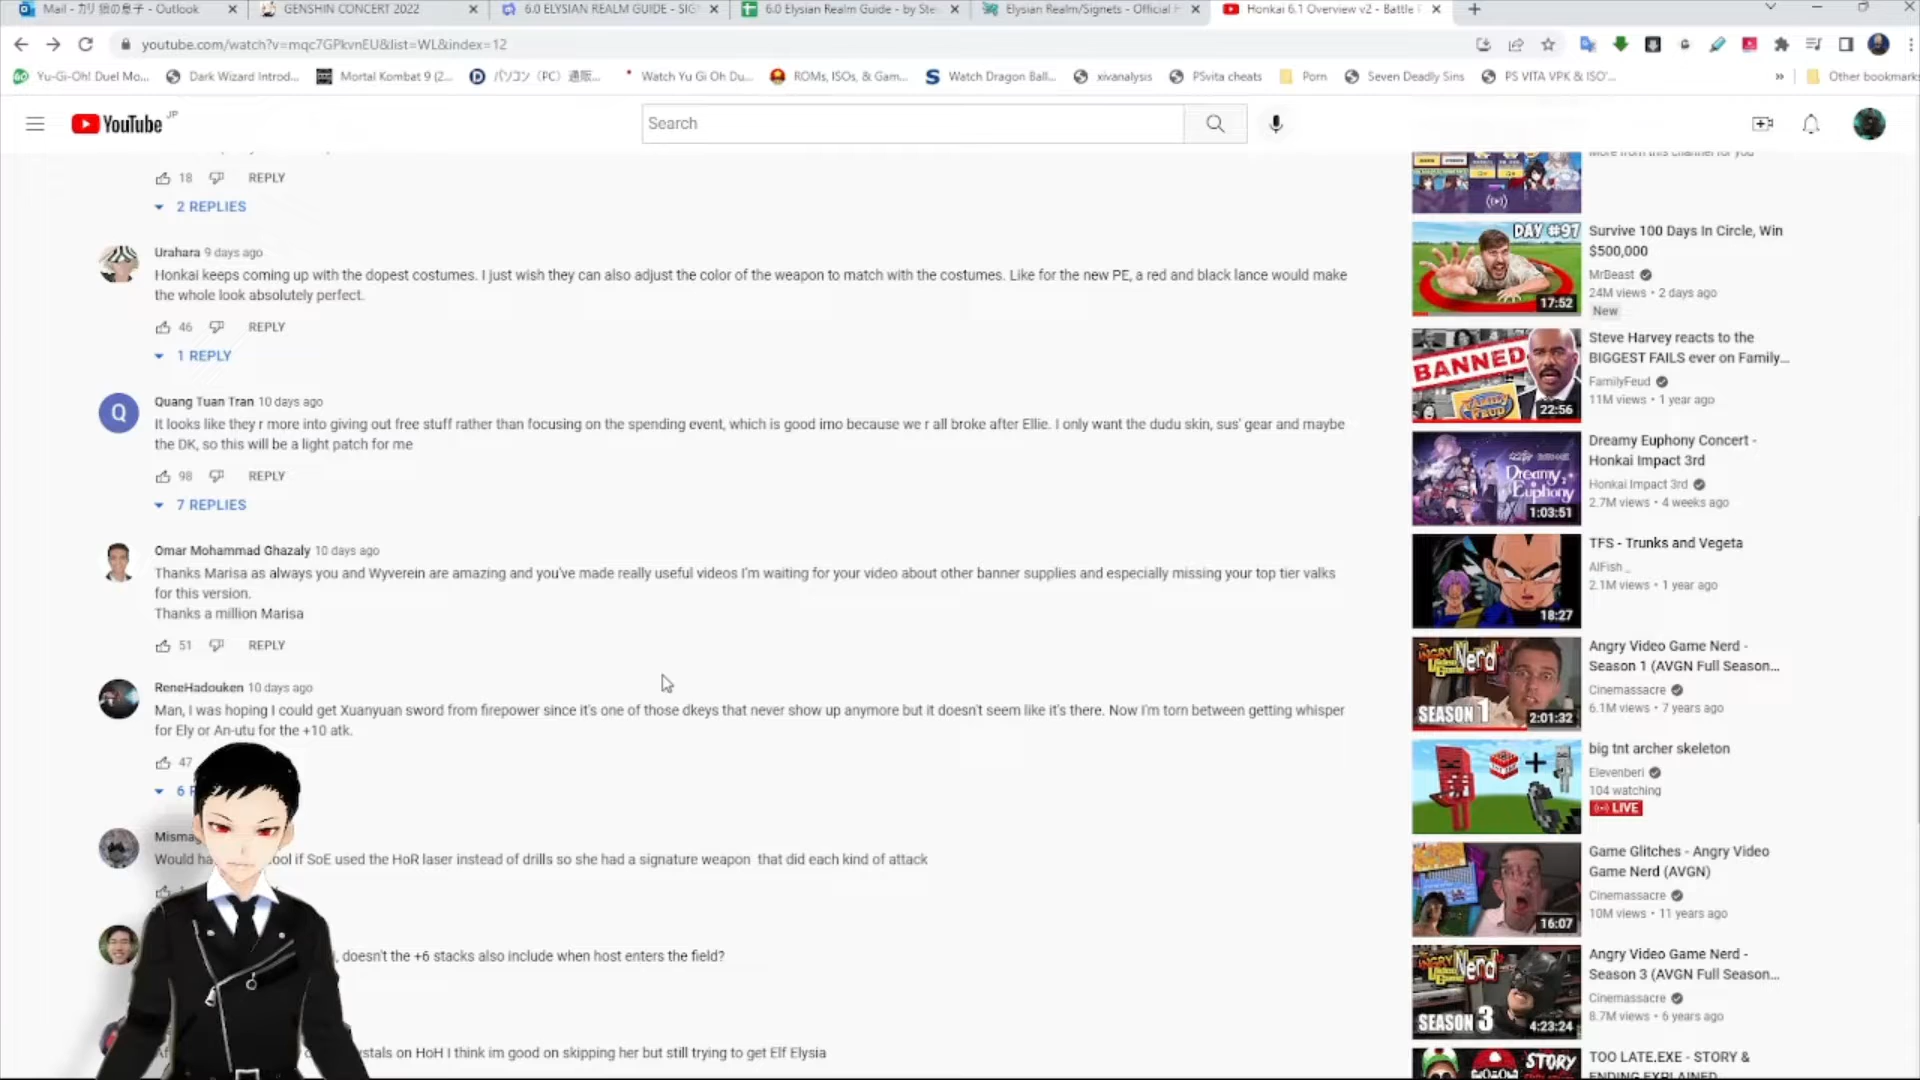 Mail - カリ 狼の息子 - Outlook
GENSHIN CONCERT 2022
6.0 ELYSIAN REALM GUIDE - SIG
6.0 Elysian Realm Guide - by Ste
Elysian Realm/Signets - Official H
Honkai 6.1 Overview v2 - Battle P
youtube.com/watch?v=mqc7GPkvnEU&list=WL&index=12
Yu-Gi-Oh! Duel Mo...
Dark Wizard Introd...
Mortal Kombat 9 (2...
パソコン（PC）通販...
Watch Yu Gi Oh Du...
ROMs, ISOs, & Gam...
Watch Dragon Ball...
xivanalysis
PSvita cheats
Porn
Seven Deadly Sins
PS VITA VPK & ISO'...
»
Other bookmarks
YouTube JP
Search
18 REPLY
2 REPLIES
Urahara 9 days ago
Honkai keeps coming up with the dopest costumes. I just wish they can also adjust the color of the weapon to match with the costumes. Like for the new PE, a red and black lance would make
the whole look absolutely perfect.
46 REPLY
1 REPLY
Q
Quang Tuan Tran 10 days ago
It looks like they r more into giving out free stuff rather than focusing on the spending event, which is good imo because we r all broke after Ellie. I only want the dudu skin, sus' gear and maybe
the DK, so this will be a light patch for me
98 REPLY
7 REPLIES
Omar Mohammad Ghazaly 10 days ago
Thanks Marisa as always you and Wyverein are amazing and you've made really useful videos I'm waiting for your video about other banner supplies and especially missing your top tier valks
for this version.
Thanks a million Marisa
51 REPLY
ReneHadouken 10 days ago
Man, I was hoping I could get Xuanyuan sword from firepower since it's one of those dkeys that never show up anymore but it doesn't seem like it's there. Now I'm torn between getting whisper
for Ely or An-utu for the +10 atk.
47
6 R
Misma
Would ha ool if SoE used the HoR laser instead of drills so she had a signature weapon that did each kind of attack
, doesn't the +6 stacks also include when host enters the field?
stals on HoH I think im good on skipping her but still trying to get Elf Elysia
More from this channel for you
DAY #97
17:52
Survive 100 Days In Circle, Win
$500,000
MrBeast
24M views • 2 days ago
New
BANNED
FAMILY
FEUD
22:56
Steve Harvey reacts to the
BIGGEST FAILS ever on Family...
FamilyFeud
11M views • 1 year ago
Dreamy
Euphony
1:03:51
Dreamy Euphony Concert -
Honkai Impact 3rd
Honkai Impact 3rd
2.7M views • 4 weeks ago
18:27
TFS - Trunks and Vegeta
AlFish _
2.1M views • 1 year ago
ANGRY
Nerd
SEASON 1
2:01:32
Angry Video Game Nerd -
Season 1 (AVGN Full Season...
Cinemassacre
6.1M views • 7 years ago
TNT
big tnt archer skeleton
Elevenberi
104 watching
LIVE
16:07
Game Glitches - Angry Video
Game Nerd (AVGN)
Cinemassacre
10M views • 11 years ago
ANGRY
Nerd
SEASON 3
4:23:24
Angry Video Game Nerd -
Season 3 (AVGN Full Season...
Cinemassacre
8.7M views • 6 years ago
STORY
TOO LATE.EXE - STORY &
ENDING EXPLAINED